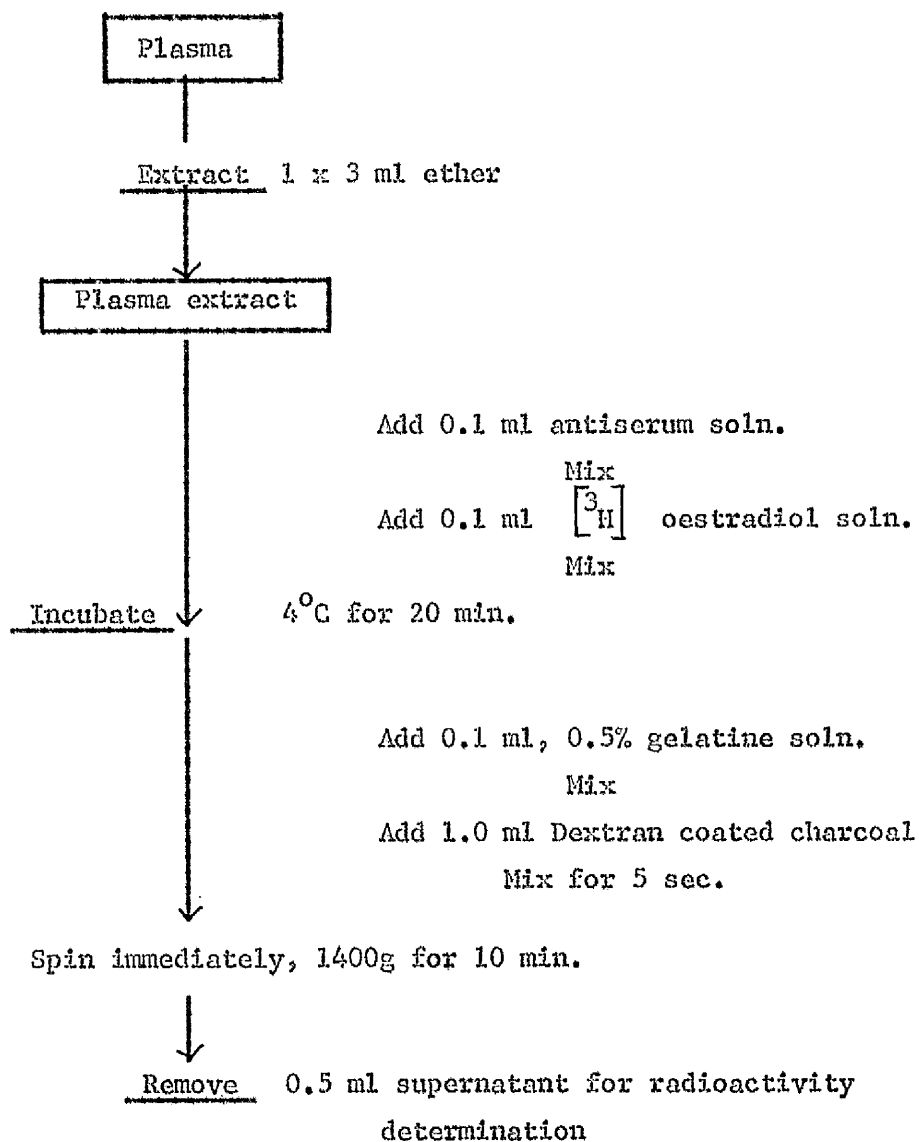 Plasma
Extract 1 x 3 ml ether
Plasma extract
Add 0.1 ml antiserum soln.
Mix
Add 0.1 ml [³H] oestradiol soln.
Mix
Incubate 4°C for 20 min.
Add 0.1 ml, 0.5% gelatine soln.
Mix
Add 1.0 ml Dextran coated charcoal
Mix for 5 sec.
Spin immediately, 1400g for 10 min.
Remove 0.5 ml supernatant for radioactivity
determination